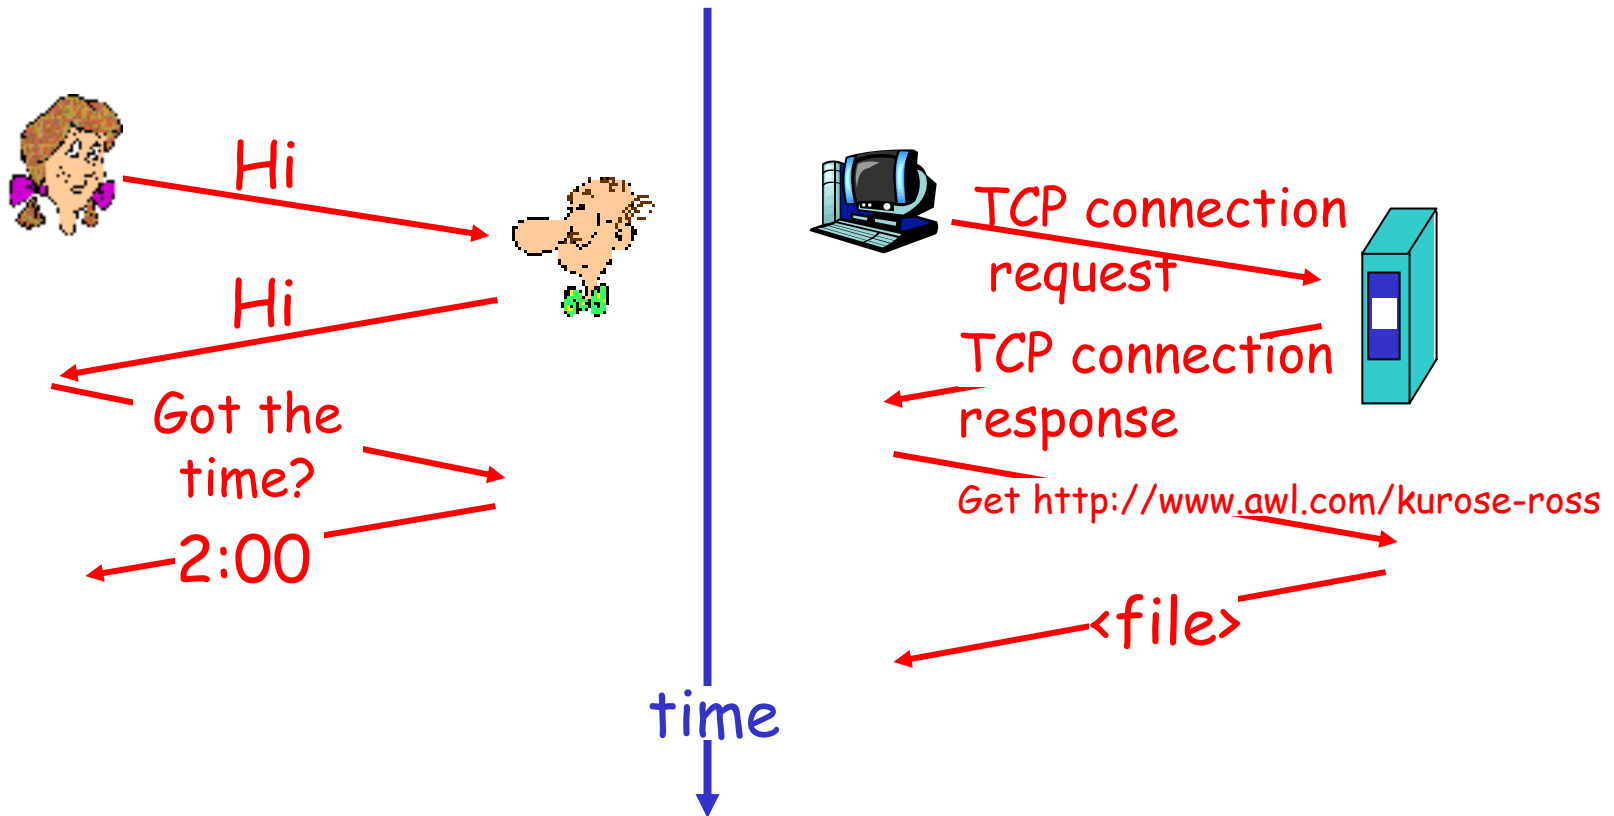 Hi
Hi
Got the
time?
2:00
time
TCP connection
request
TCP connection
response
Get http://www.awl.com/kurose-ross
<file>